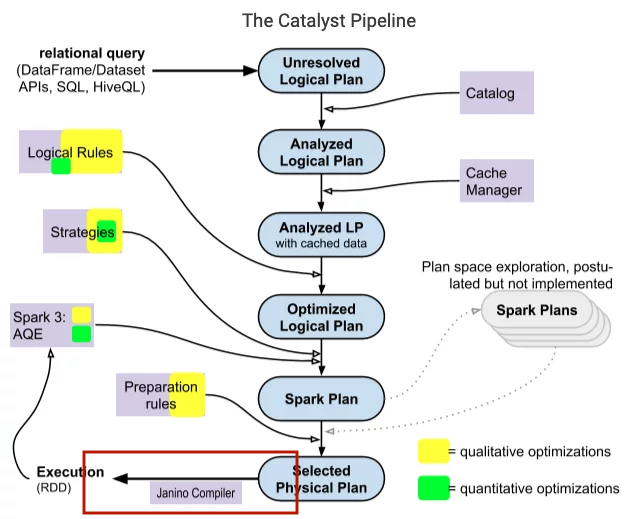 The Catalyst Pipeline
relational query
(DataFrame/Dataset
APIs, SQL, HiveQL)
Unresolved
Logical Plan
Catalog
Logical Rules
Analyzed
Logical Plan
Cache
Manager
Strategies
Analyzed LP
with cached data
Plan space exploration, postu-
lated but not implemented
Spark Plans
Spark 3:
AQE
Optimized
Logical Plan
Preparation
rules
Spark Plan
= qualitative optimizations
= quantitative optimizations
Execution
(RDD)
Janino Compiler
Selected
Physical Plan